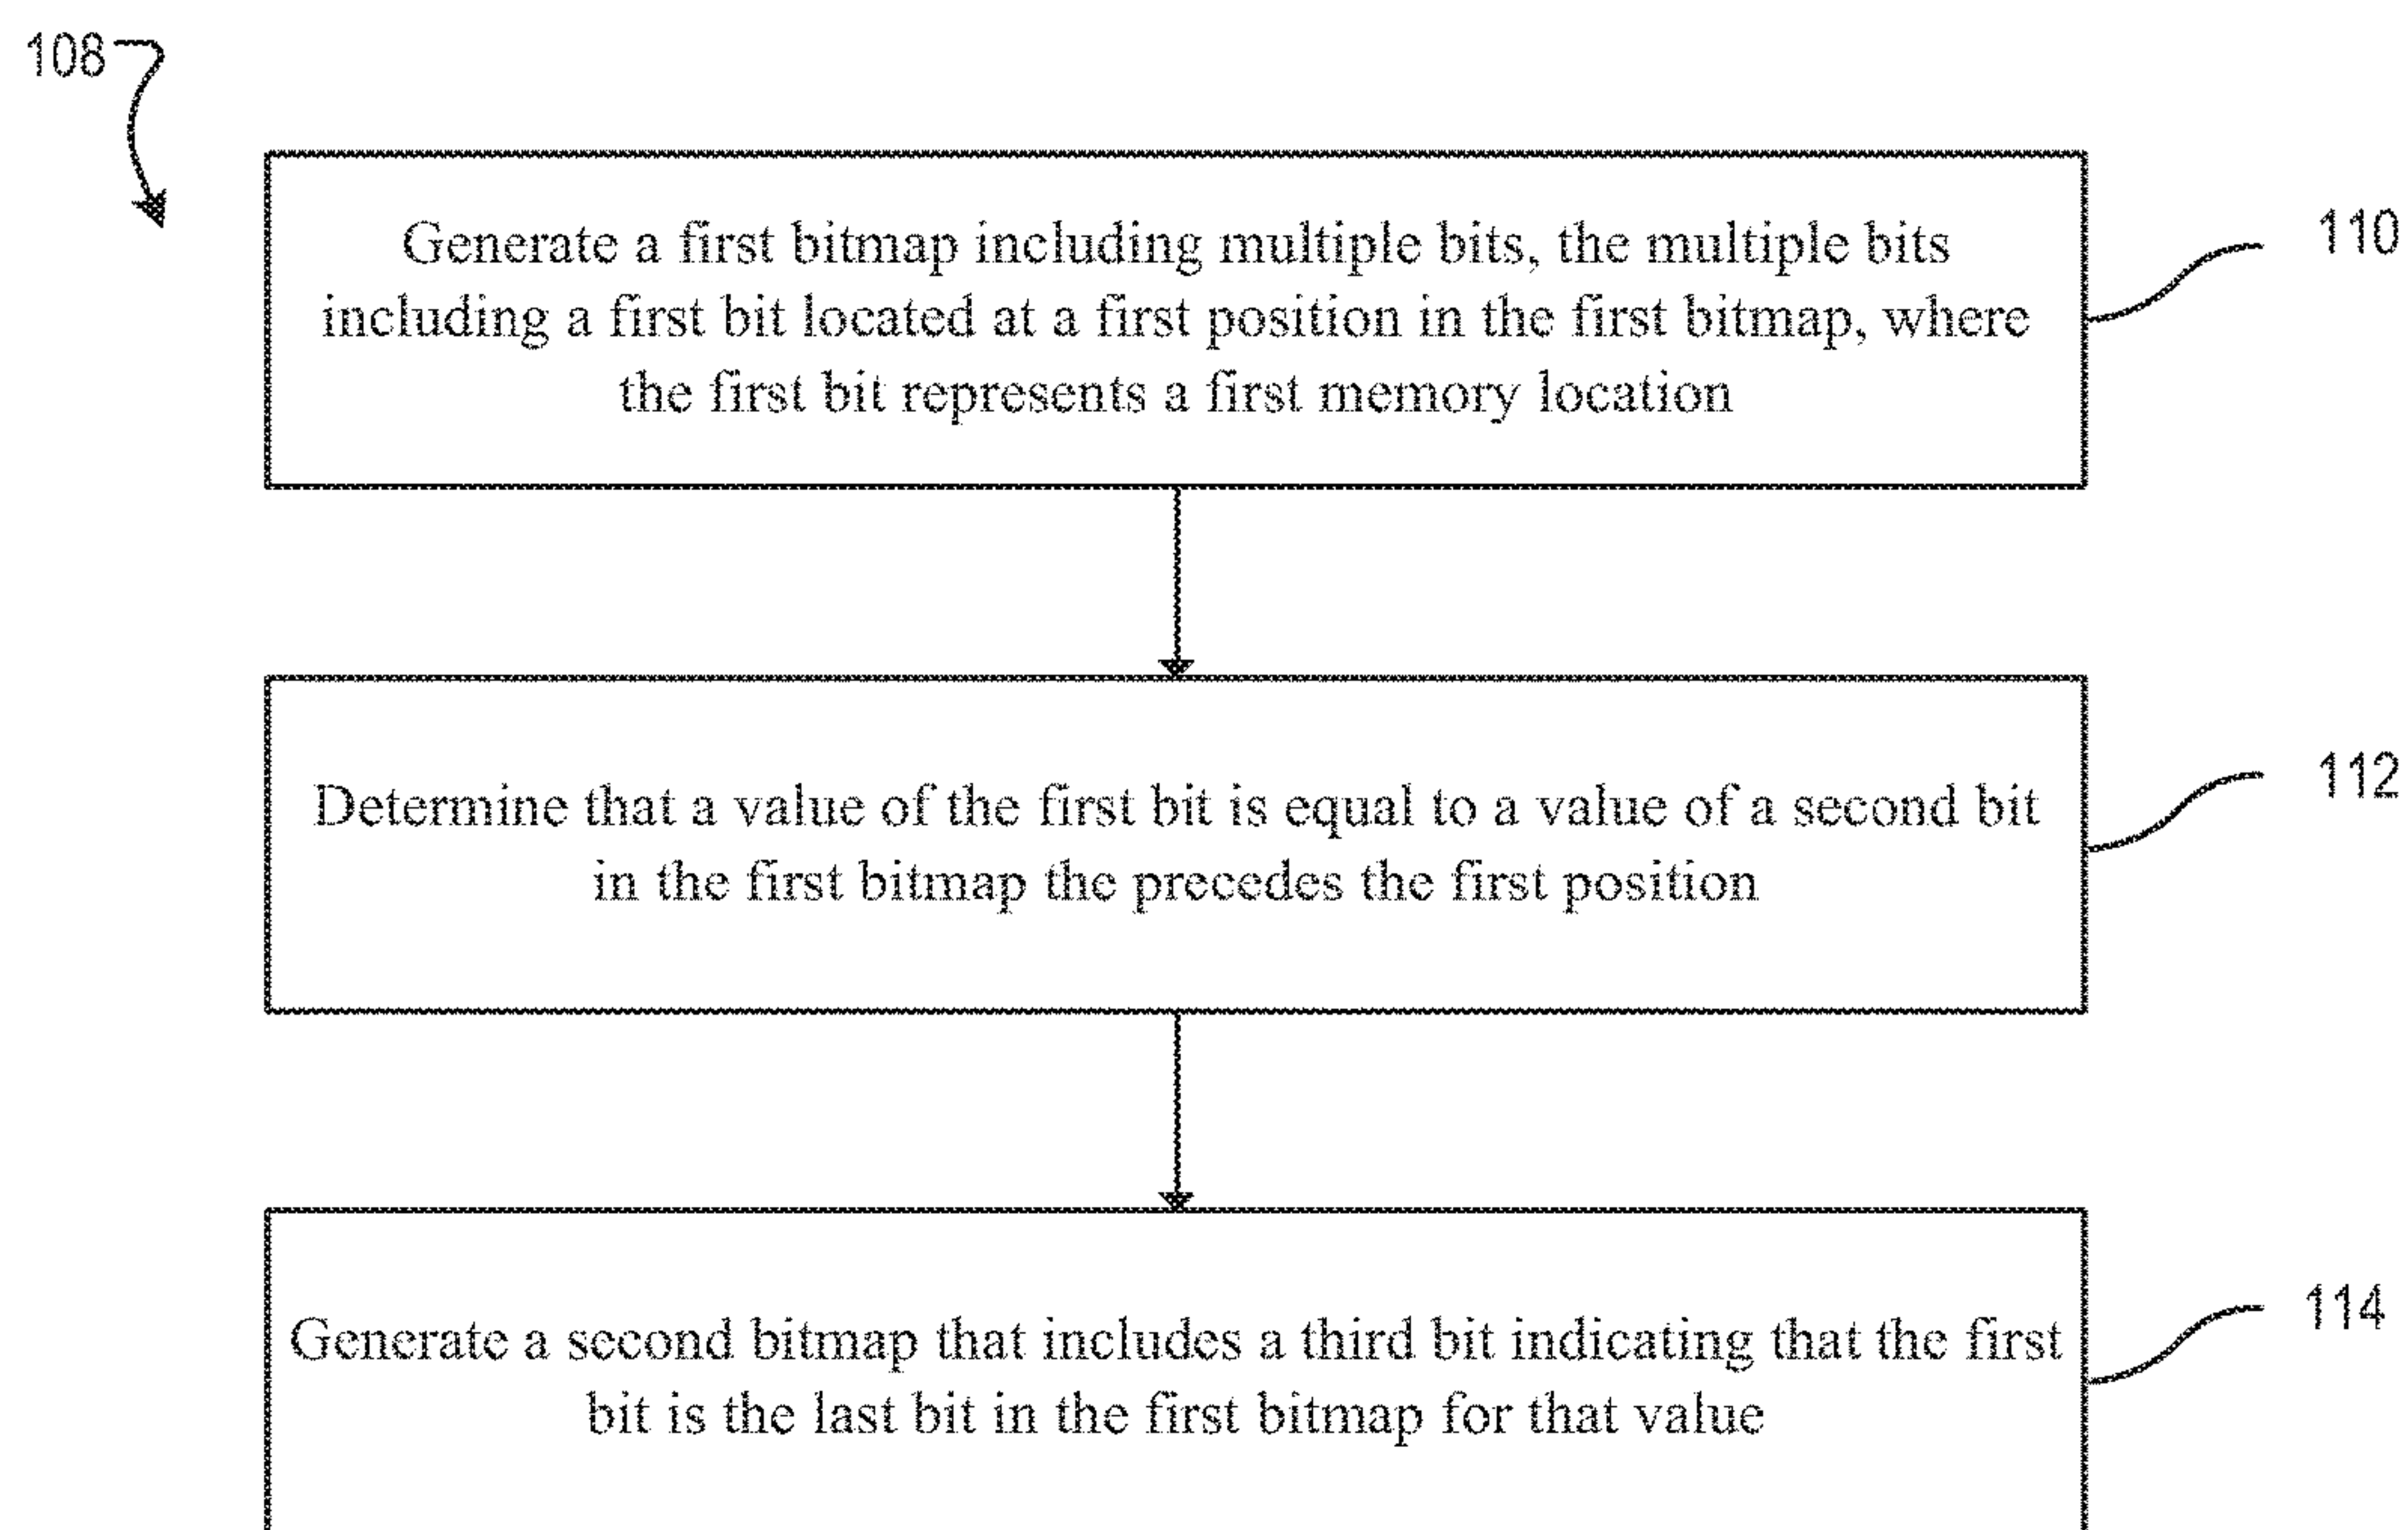 108
Generate a first bitmap including multiple bits, the multiple bits
including a first bit located at a first position in the first bitmap, where
the first bit represents a first memory location
110
Determine that a value of the first bit is equal to a value of a second bit
in the first bitmap the precedes the first position
112
Generate a second bitmap that includes a third bit indicating that the first
bit is the last bit in the first bitmap for that value
114